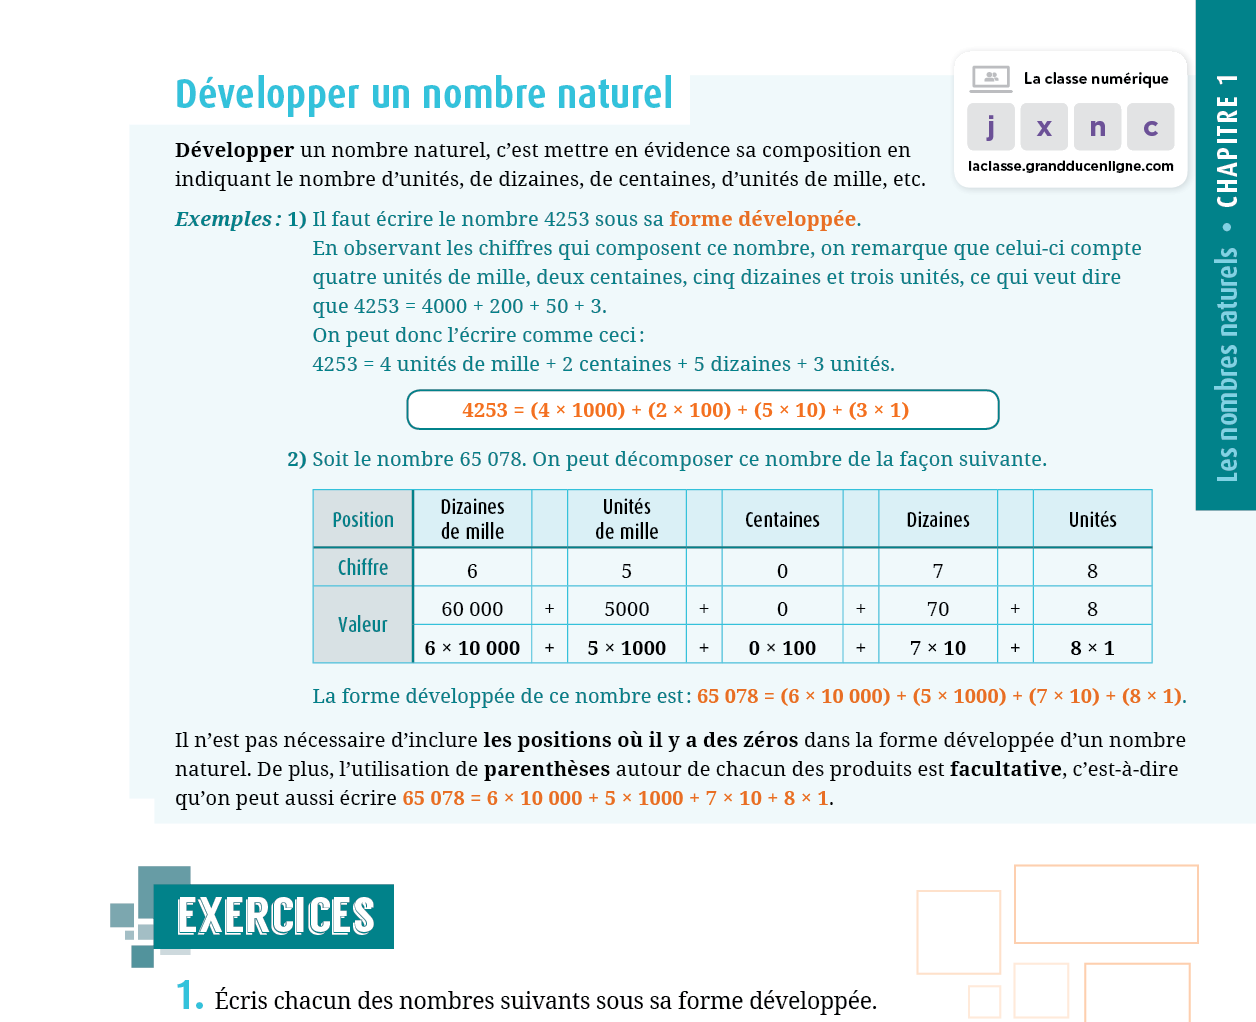 Développer un nombre naturel
La classe numérique
j x n c
laclasse.grandducenligne.com
Développer un nombre naturel, c’est mettre en évidence sa composition en
indiquant le nombre d’unités, de dizaines, de centaines, d’unités de mille, etc.
Exemples : 1) Il faut écrire le nombre 4253 sous sa forme développée.
En observant les chiffres qui composent ce nombre, on remarque que celui-ci compte
quatre unités de mille, deux centaines, cinq dizaines et trois unités, ce qui veut dire
que 4253 = 4000 + 200 + 50 + 3.
On peut donc l’écrire comme ceci :
4253 = 4 unités de mille + 2 centaines + 5 dizaines + 3 unités.
4253 = (4 × 1000) + (2 × 100) + (5 × 10) + (3 × 1)
2) Soit le nombre 65 078. On peut décomposer ce nombre de la façon suivante.
Position Dizaines de mille Unités de mille Centaines Dizaines Unités
Chiffre 6 5 0 7 8
Valeur
60 000 + 5000 + 0 + 70 + 8
6 × 10 000 + 5 × 1000 + 0 × 100 + 7 × 10 + 8 × 1
La forme développée de ce nombre est : 65 078 = (6 × 10 000) + (5 × 1000) + (7 × 10) + (8 × 1).
Il n’est pas nécessaire d’inclure les positions où il y a des zéros dans la forme développée d’un nombre
naturel. De plus, l’utilisation de parenthèses autour de chacun des produits est facultative, c’est-à-dire
qu’on peut aussi écrire 65 078 = 6 × 10 000 + 5 × 1000 + 7 × 10 + 8 × 1.
EXERCICES
1. Écris chacun des nombres suivants sous sa forme développée.
Les nombres naturels • CHAPITRE 1